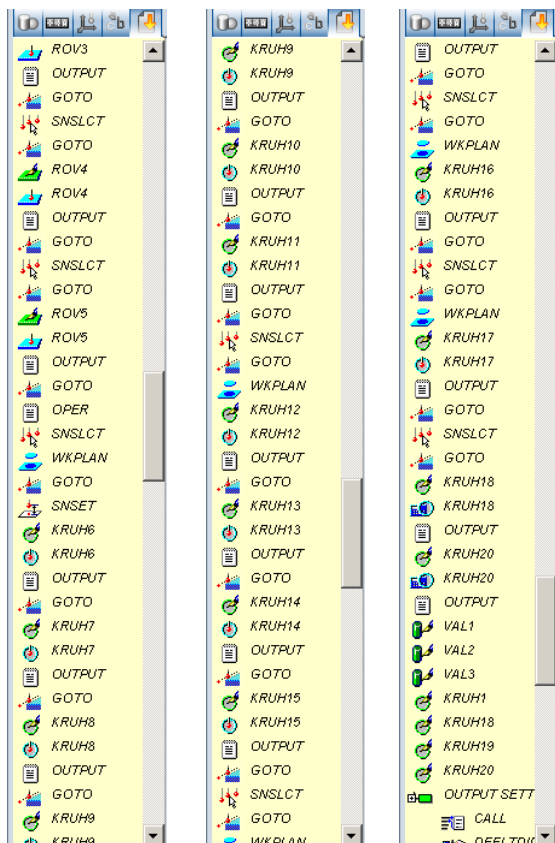 ROV3
OUTPUT
GOTO
SNSLCT
GOTO
ROV4
ROV4
OUTPUT
GOTO
SNSLCT
GOTO
ROV5
ROV5
OUTPUT
GOTO
OPER
SNSLCT
WKPLAN
GOTO
SNSET
KRUH6
KRUH6
OUTPUT
GOTO
KRUH7
KRUH7
OUTPUT
GOTO
KRUH8
KRUH8
OUTPUT
GOTO
KRUH9
KRUH9
KRUH9
KRUH9
OUTPUT
GOTO
KRUH10
KRUH10
OUTPUT
GOTO
KRUH11
KRUH11
OUTPUT
GOTO
SNSLCT
GOTO
WKPLAN
KRUH12
KRUH12
OUTPUT
GOTO
KRUH13
KRUH13
OUTPUT
GOTO
KRUH14
KRUH14
OUTPUT
GOTO
KRUH15
KRUH15
OUTPUT
GOTO
SNSLCT
GOTO
WKPLAN
OUTPUT
GOTO
SNSLCT
GOTO
WKPLAN
KRUH16
KRUH16
OUTPUT
GOTO
SNSLCT
GOTO
WKPLAN
KRUH17
KRUH17
OUTPUT
GOTO
SNSLCT
GOTO
KRUH18
KRUH18
OUTPUT
KRUH20
KRUH20
OUTPUT
VAL1
VAL2
VAL3
KRUH1
KRUH18
KRUH19
KRUH20
OUTPUT SETT
CALL